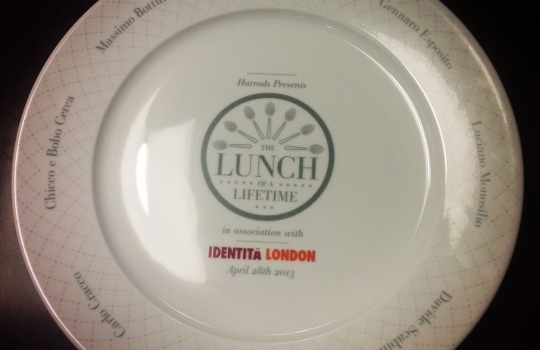 Harrods Presents
THE
LUNCH
OF A
LIFETIME
in association with
IDENTITÀ LONDON
April 28th 2013
Carlo Cracco
Chicco e Bobo Cerea
Massimo
Gennaro Esposito
Luciano Monosilio
Davide